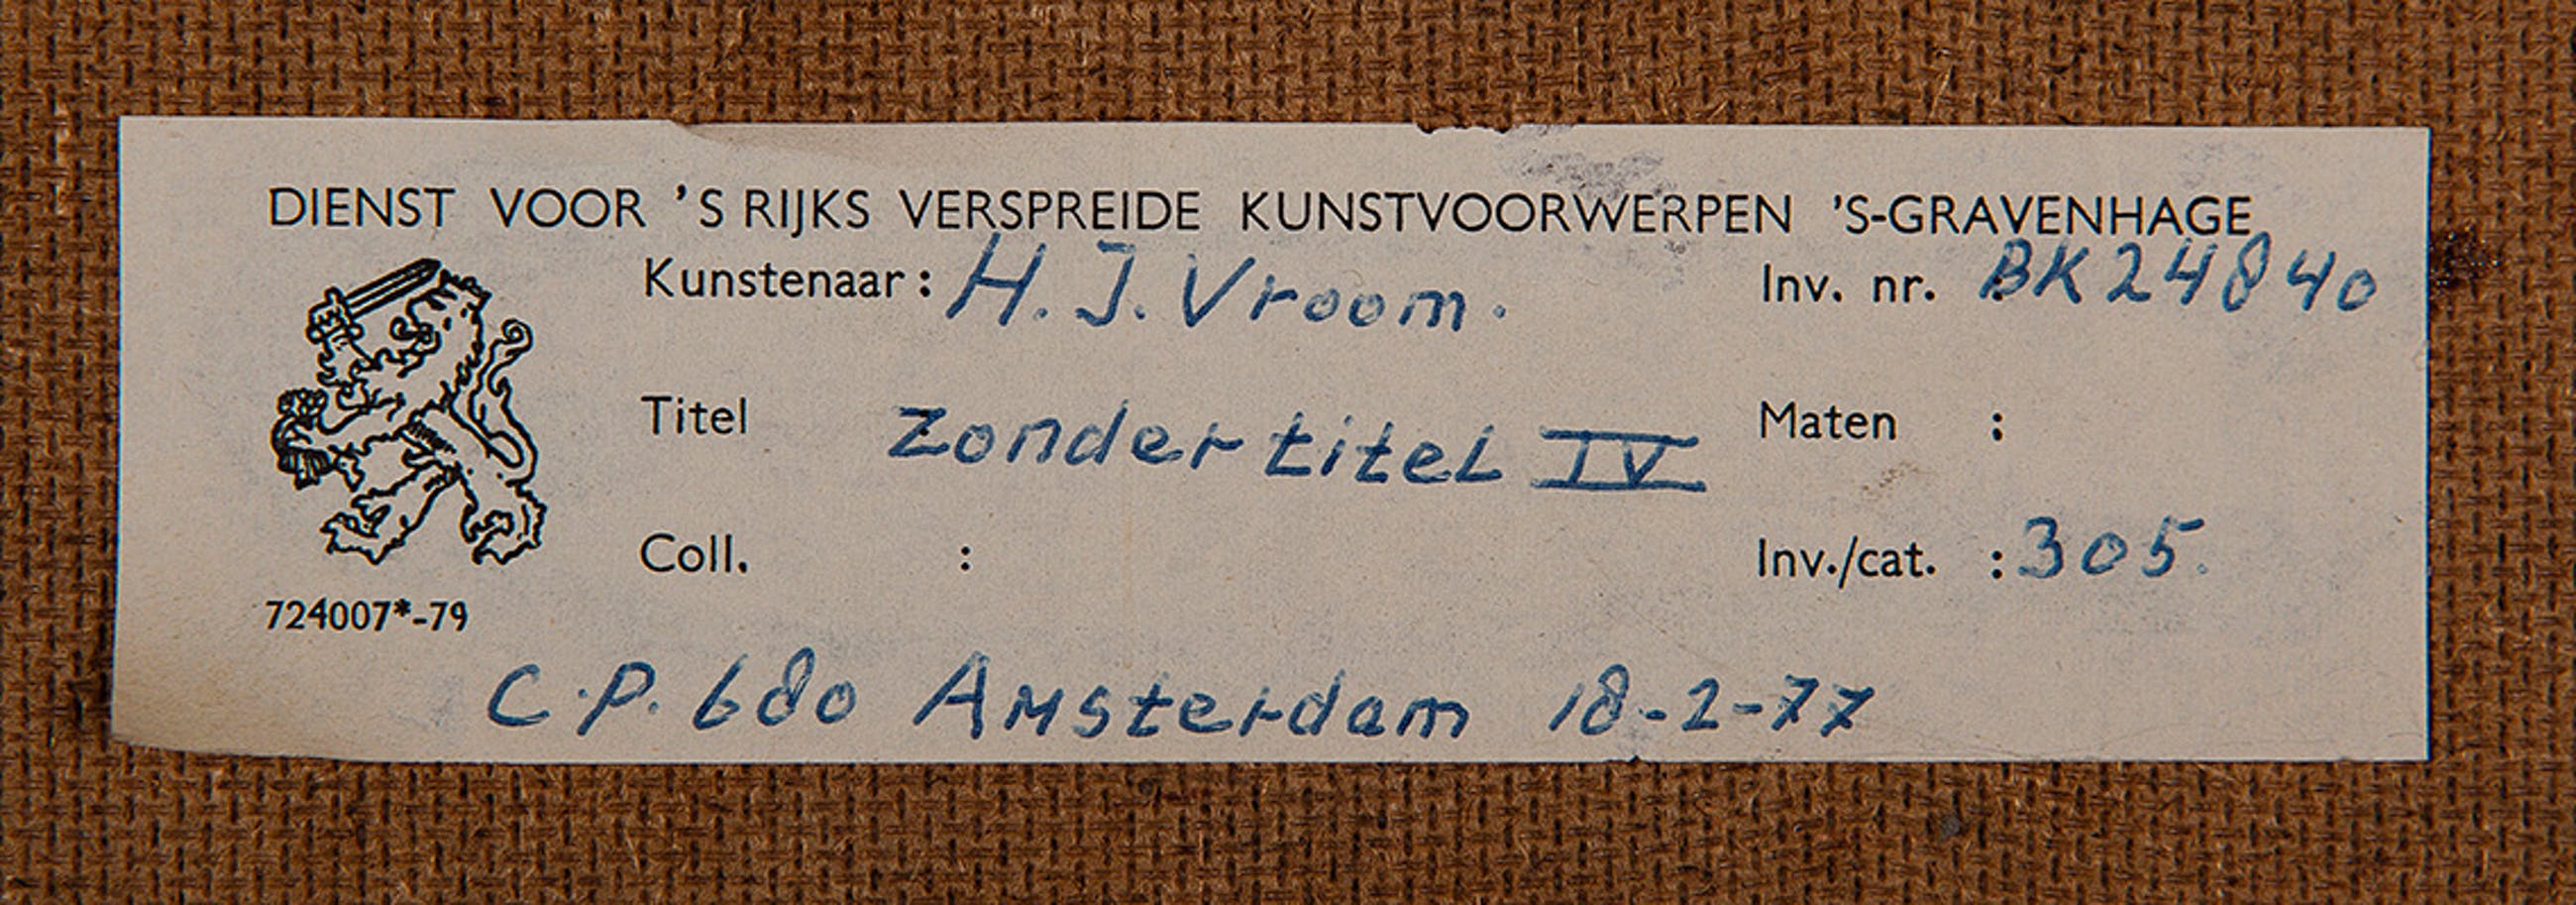 DIENST VOOR 'S RIJKS VERSPREIDE KUNSTVOORWERPEN 'S-GRAVENHAGE
Kunstenaar: H. J. Vroom. Inv. nr. BK24840
Titel Zonder titel IV Maten :
Coll. : Inv./cat. : 305.
724007*-79
C.P. 680 Amsterdam 18-2-77